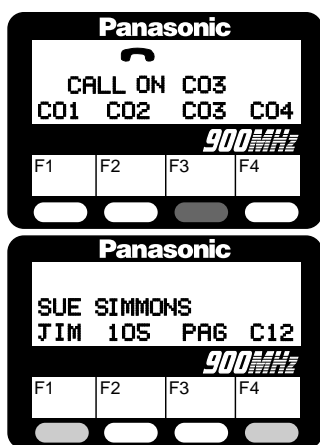 Panasonic
CALL ON CO3
CO1 CO2 CO3 CO4
900MHz
F1 F2 F3 F4
Panasonic
SUE SIMMONS
JIM 105 PAG C12
900MHz
F1 F2 F3 F4